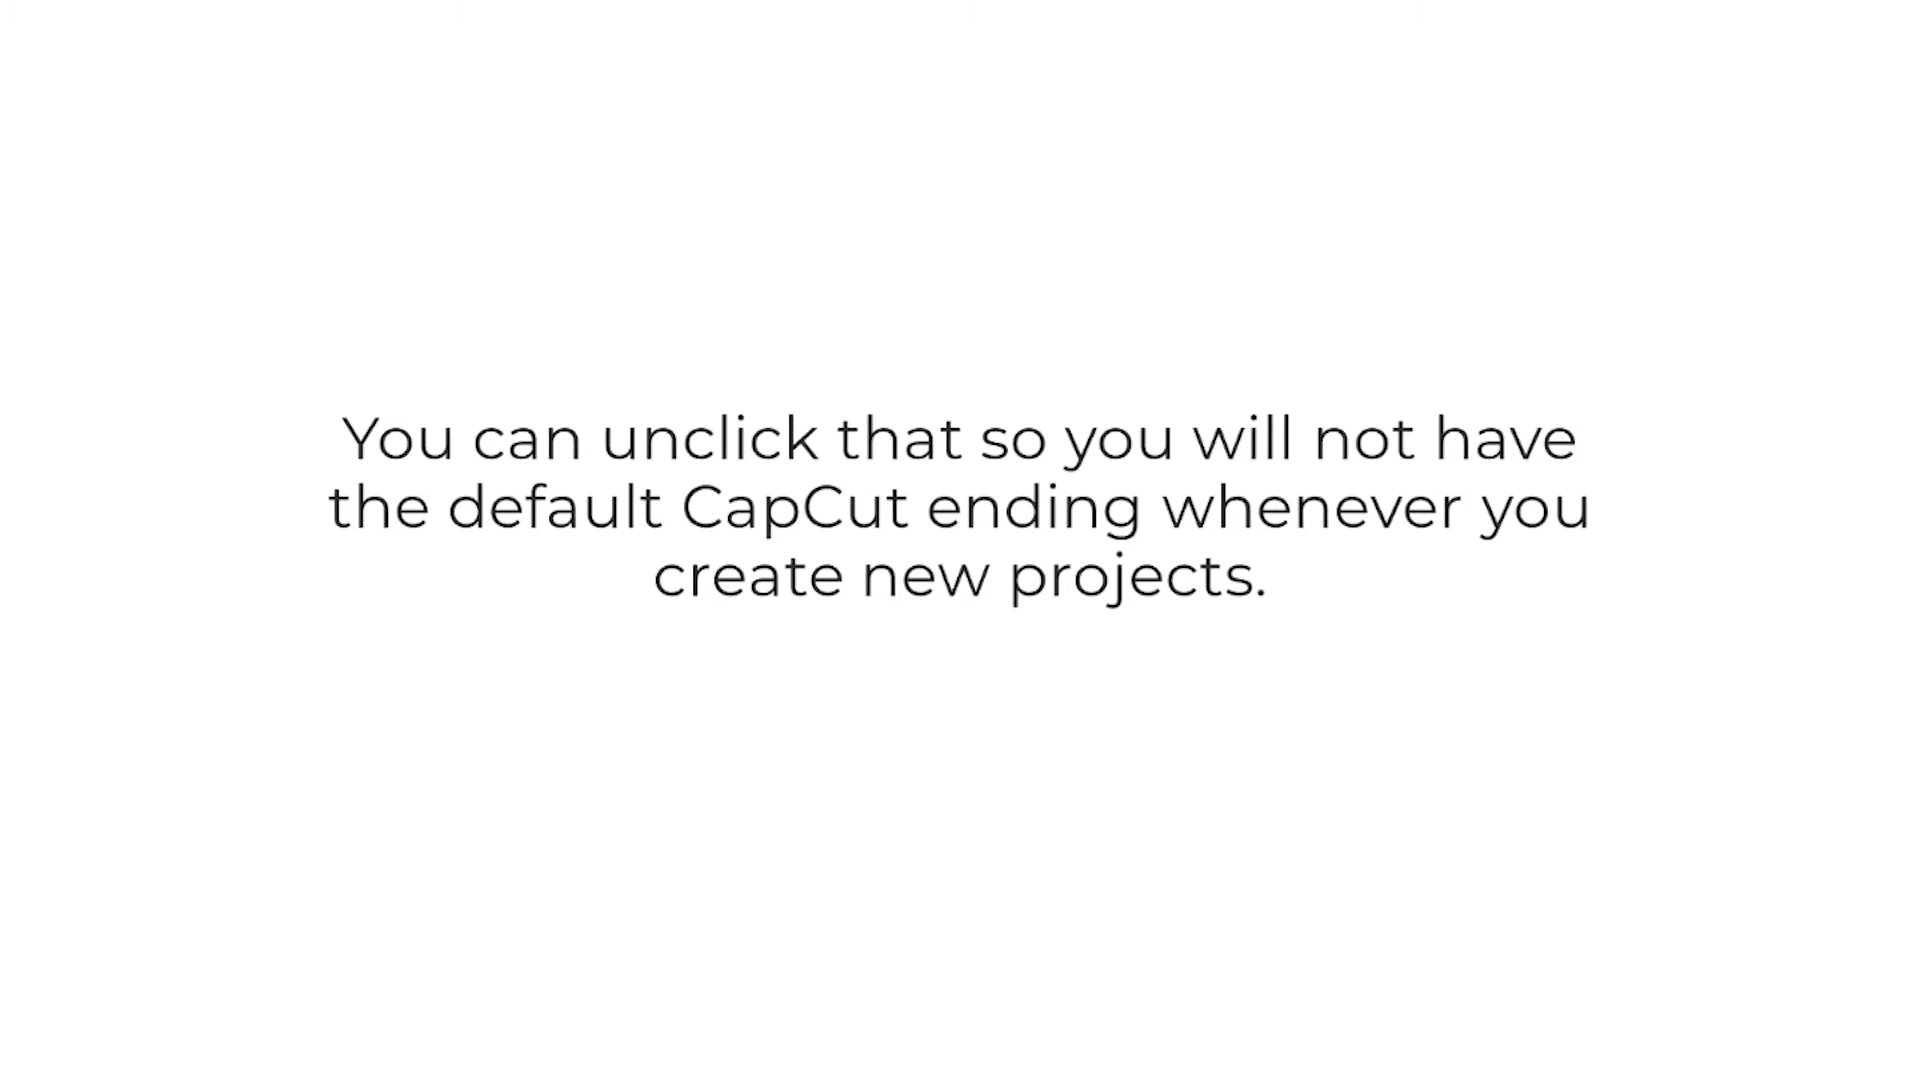 You can unclick that so you will not have
the default CapCut ending whenever you
create new projects.